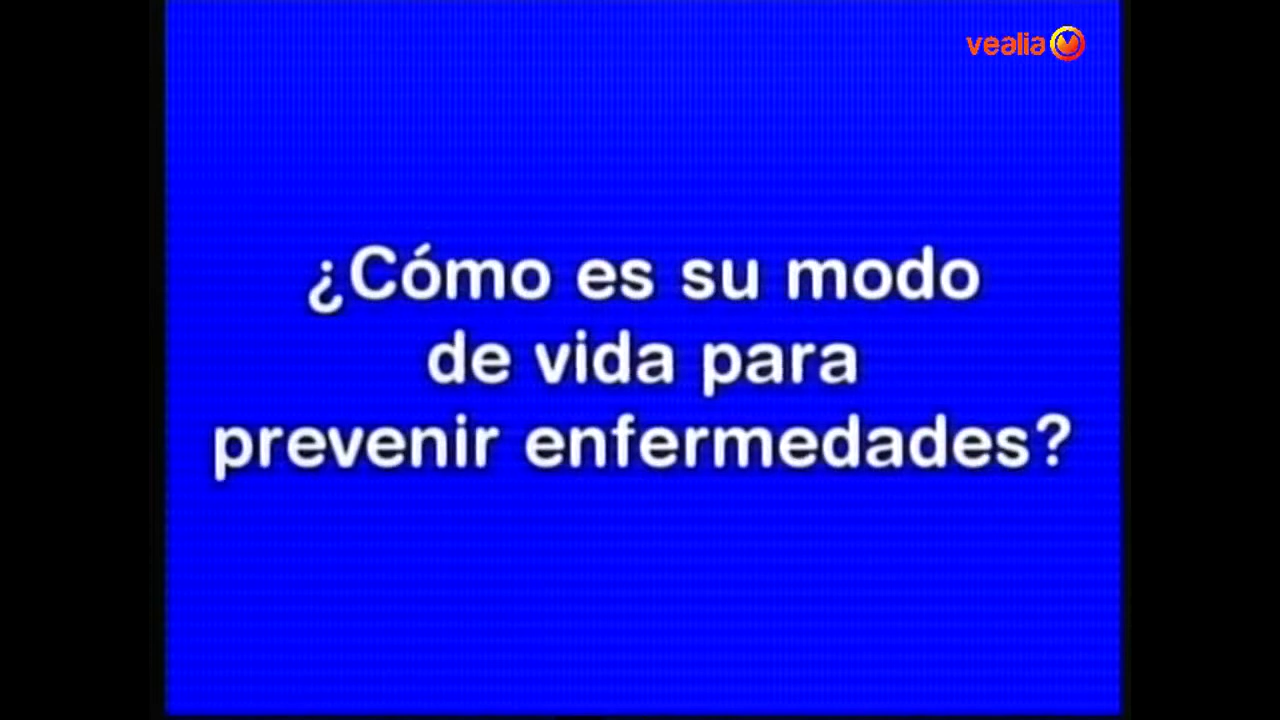 vealia
¿Cómo es su modo
de vida para
prevenir enfermedades?